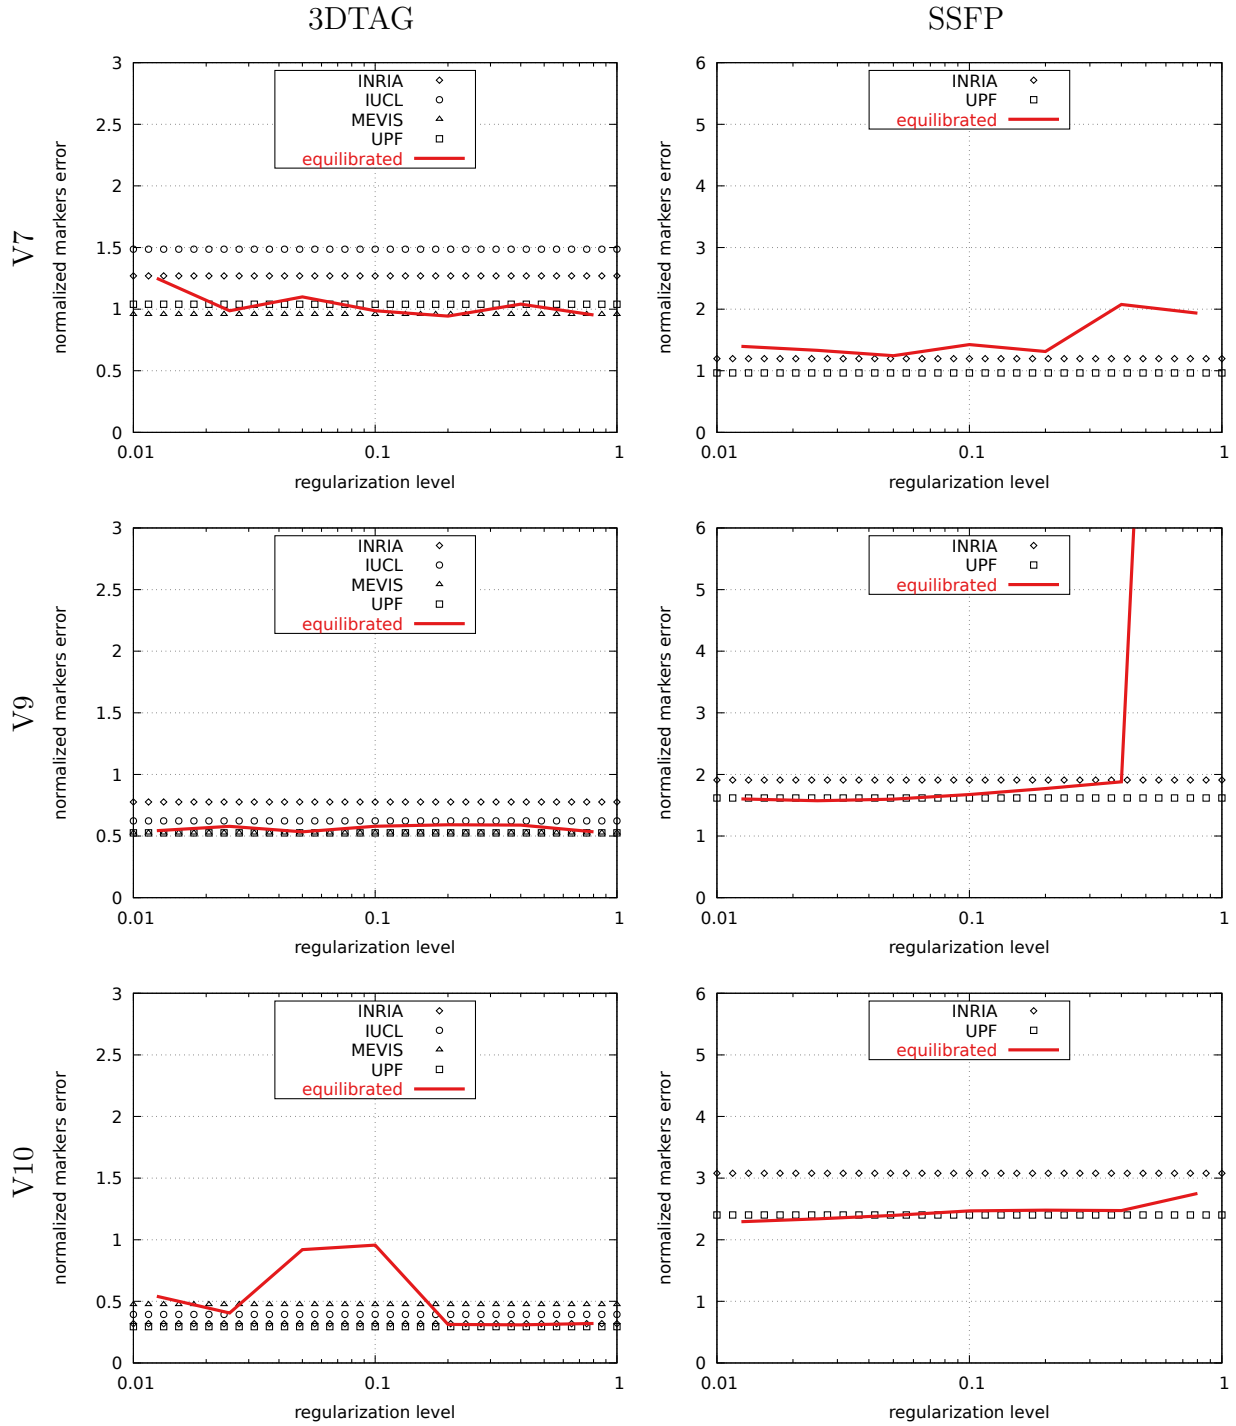 3DTAG
SSFP
V7
normalized markers error
3
2.5
2
1.5
1
0.5
0
INRIA
IUCL
MEVIS
UPF
equilibrated
0.01
0.1
1
regularization level
normalized markers error
6
5
4
3
2
1
0
INRIA
UPF
equilibrated
0.01
0.1
1
regularization level
V9
normalized markers error
3
2.5
2
1.5
1
0.5
0
INRIA
IUCL
MEVIS
UPF
equilibrated
0.01
0.1
1
regularization level
normalized markers error
6
5
4
3
2
1
0
INRIA
UPF
equilibrated
0.01
0.1
1
regularization level
V10
normalized markers error
3
2.5
2
1.5
1
0.5
0
INRIA
IUCL
MEVIS
UPF
equilibrated
0.01
0.1
1
regularization level
normalized markers error
6
5
4
3
2
1
0
INRIA
UPF
equilibrated
0.01
0.1
1
regularization level